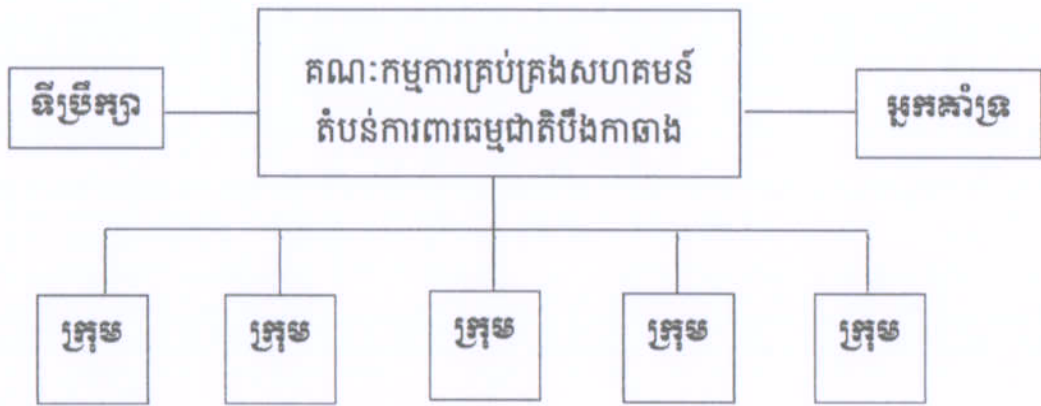 គណៈកម្មការគ្រប់គ្រងសហគមន៍
តំបន់ការពារធម្មជាតិបឹងកាឆាង
ទីប្រឹក្សា
អ្នកគាំទ្រ
ក្រុម
ក្រុម
ក្រុម
ក្រុម
ក្រុម